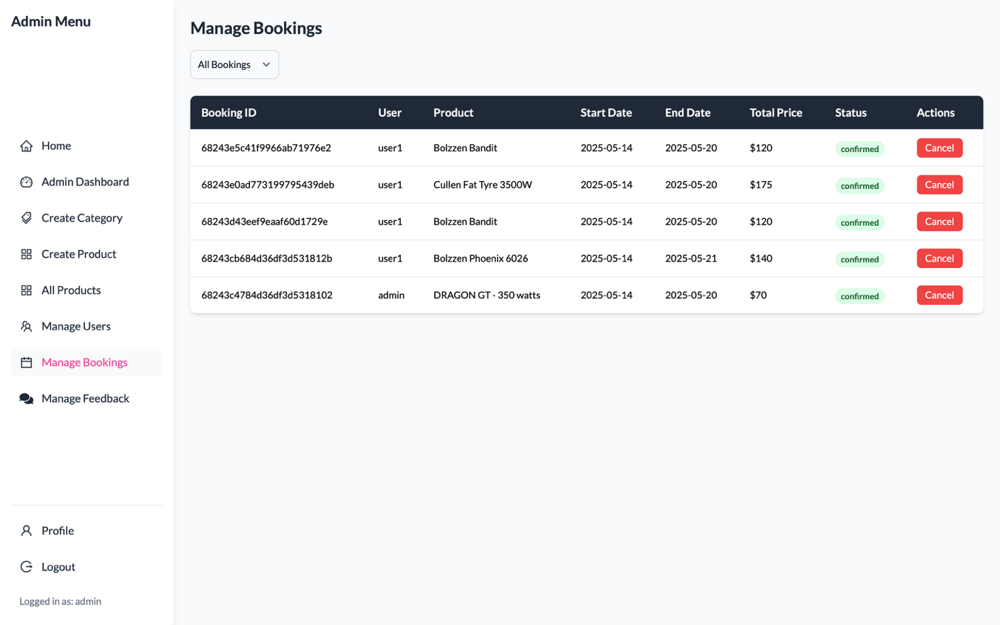 Admin Menu
Home
Admin Dashboard
Create Category
Create Product
All Products
Manage Users
Manage Bookings
Manage Feedback
Profile
Logout
Logged in as: admin
Manage Bookings
All Bookings
Booking ID User Product Start Date End Date Total Price Status Actions
68243e5c41f9966ab71976e2 user1 Bolzzen Bandit 2025-05-14 2025-05-20 $120 confirmed Cancel
68243e0ad773199795439deb user1 Cullen Fat Tyre 3500W 2025-05-14 2025-05-20 $175 confirmed Cancel
68243d43eef9eaaf60d1729e user1 Bolzzen Bandit 2025-05-14 2025-05-20 $120 confirmed Cancel
68243cb684d36df3d531812b user1 Bolzzen Phoenix 6026 2025-05-14 2025-05-21 $140 confirmed Cancel
68243c4784d36df3d5318102 admin DRAGON GT - 350 watts 2025-05-14 2025-05-20 $70 confirmed Cancel